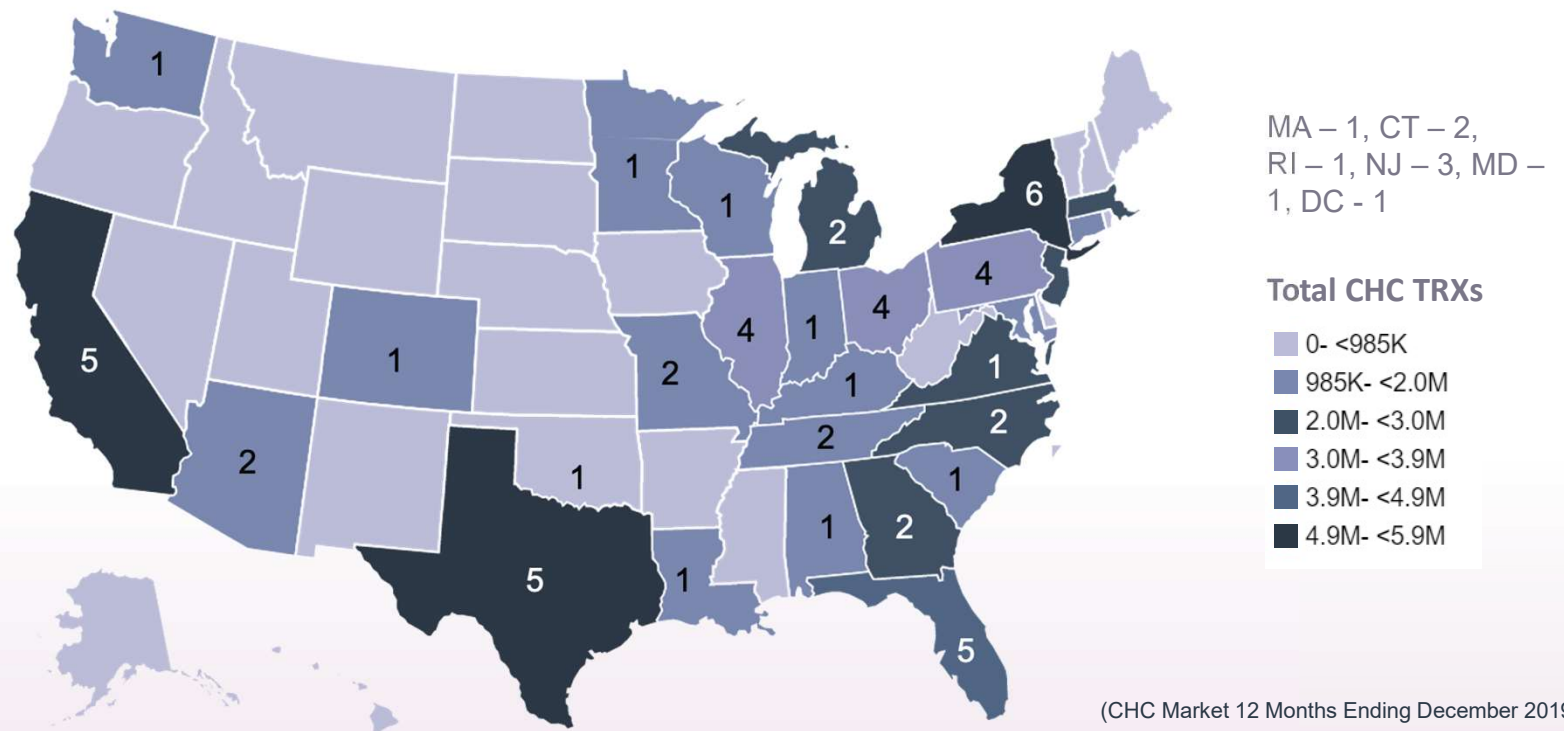 1
1
1
2
6
5
1
2
4
1
4
4
1
2
1
2
1
2
1
1
2
5
1
1
2
5
MA – 1, CT – 2,
RI – 1, NJ – 3, MD –
1, DC - 1
Total CHC TRXs
0- <985K
985K- <2.0M
2.0M- <3.0M
3.0M- <3.9M
3.9M- <4.9M
4.9M- <5.9M
(CHC Market 12 Months Ending December 2019